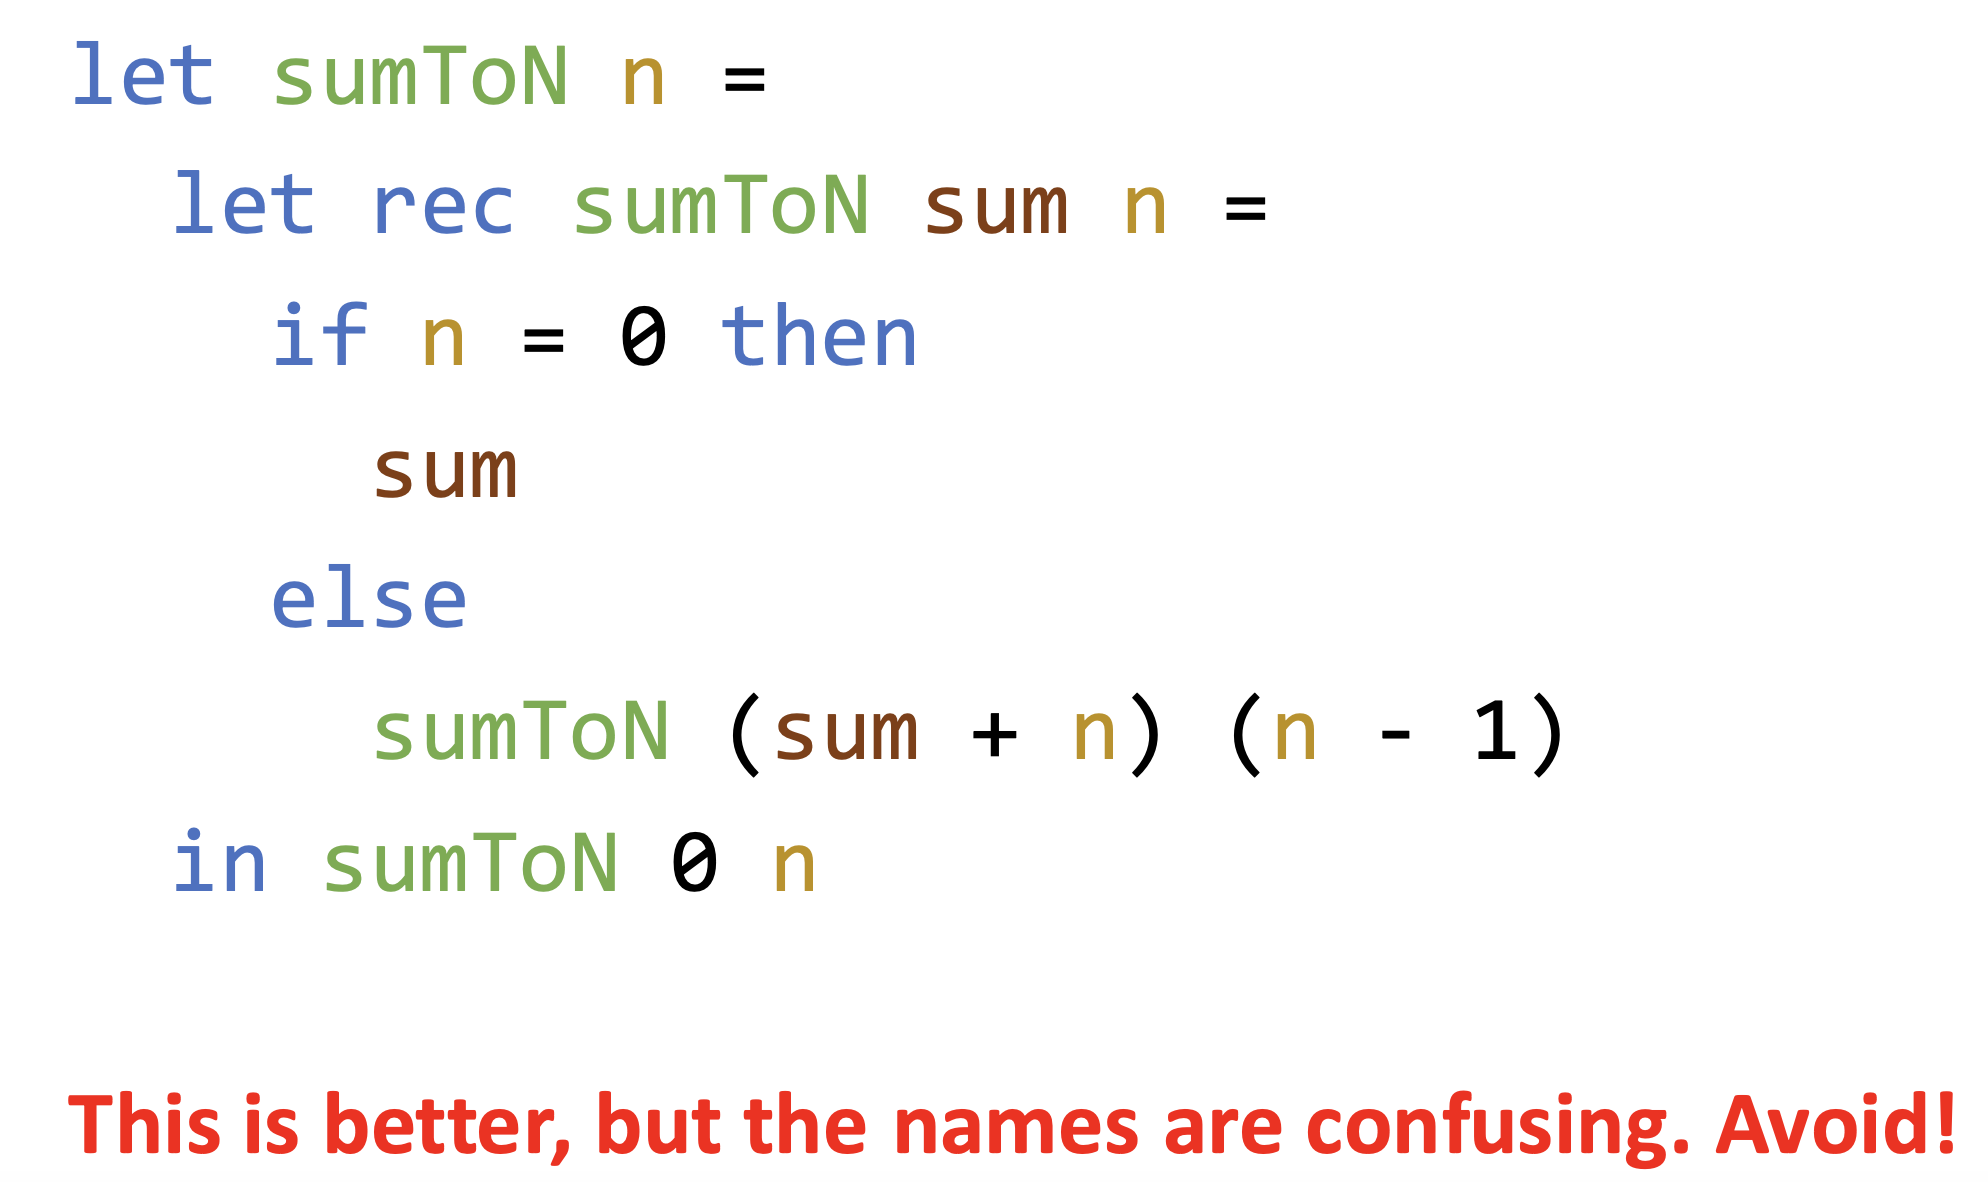 let sumToN n =
  let rec sumToN sum n =
    if n = 0 then
      sum
    else
      sumToN (sum + n) (n - 1)
  in sumToN 0 n
This is better, but the names are confusing. Avoid!